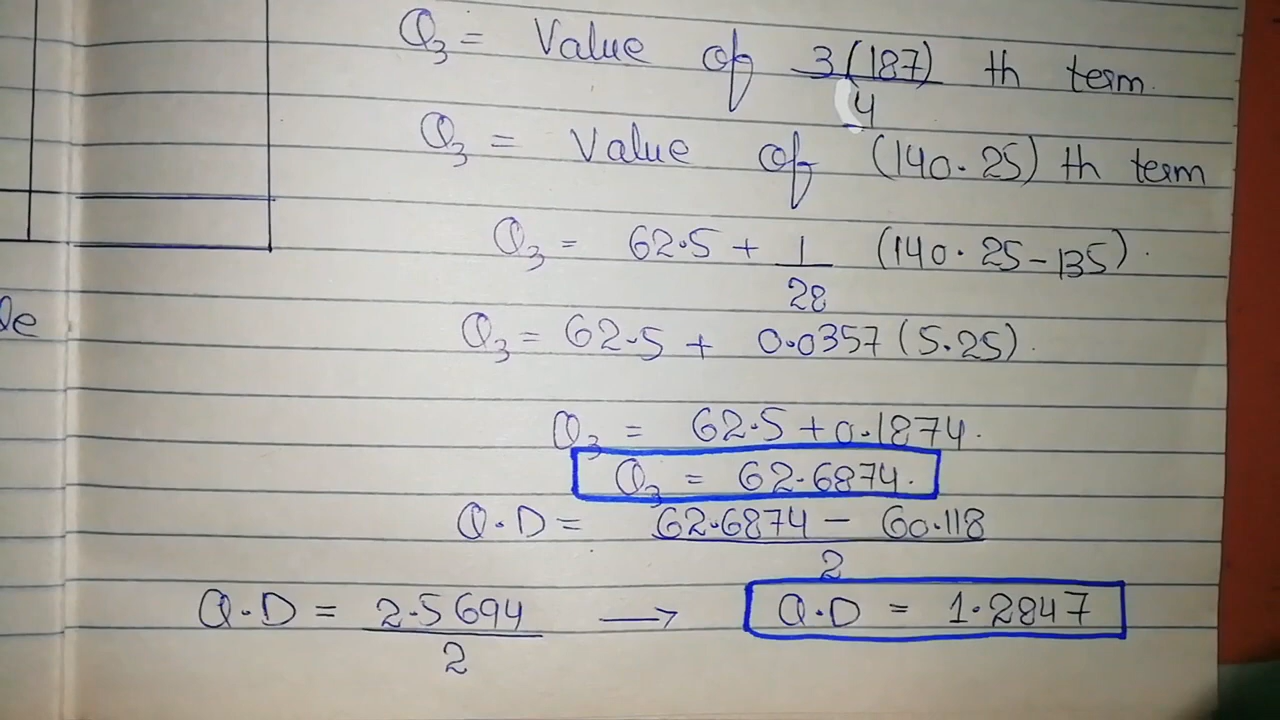 Q₃ = Value of 3(187)/4 th term.
Q₃ = Value of (140.25) th term
Q₃ = 62.5 + 1/28 (140.25 - 135).
Q₃ = 62.5 + 0.0357 (5.25).
Q₃ = 62.5 + 0.1874.
Q₃ = 62.6874.
Q.D = 62.6874 - 60.118/2
Q.D = 2.5694/2 → Q.D = 1.2847